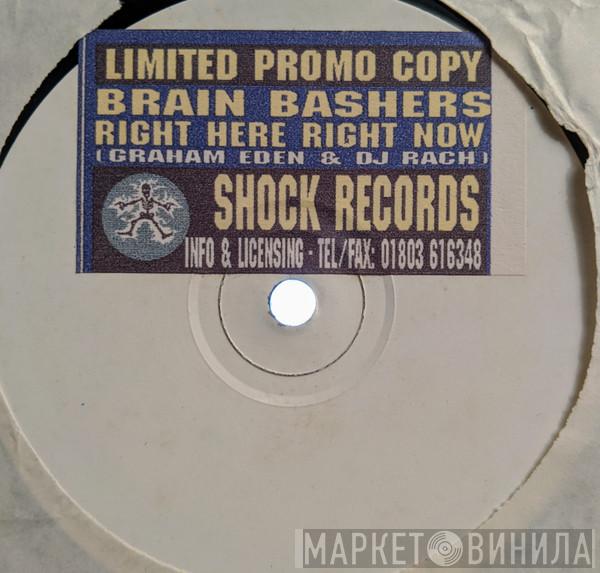 LIMITED PROMO COPY
BRAIN BASHERS
RIGHT HERE RIGHT NOW
(GRAHAM EDEN & DJ RACH)
SHOCK RECORDS
INFO & LICENSING - TEL/FAX: 01803 616348
МАРКЕТ ВИНИЛА